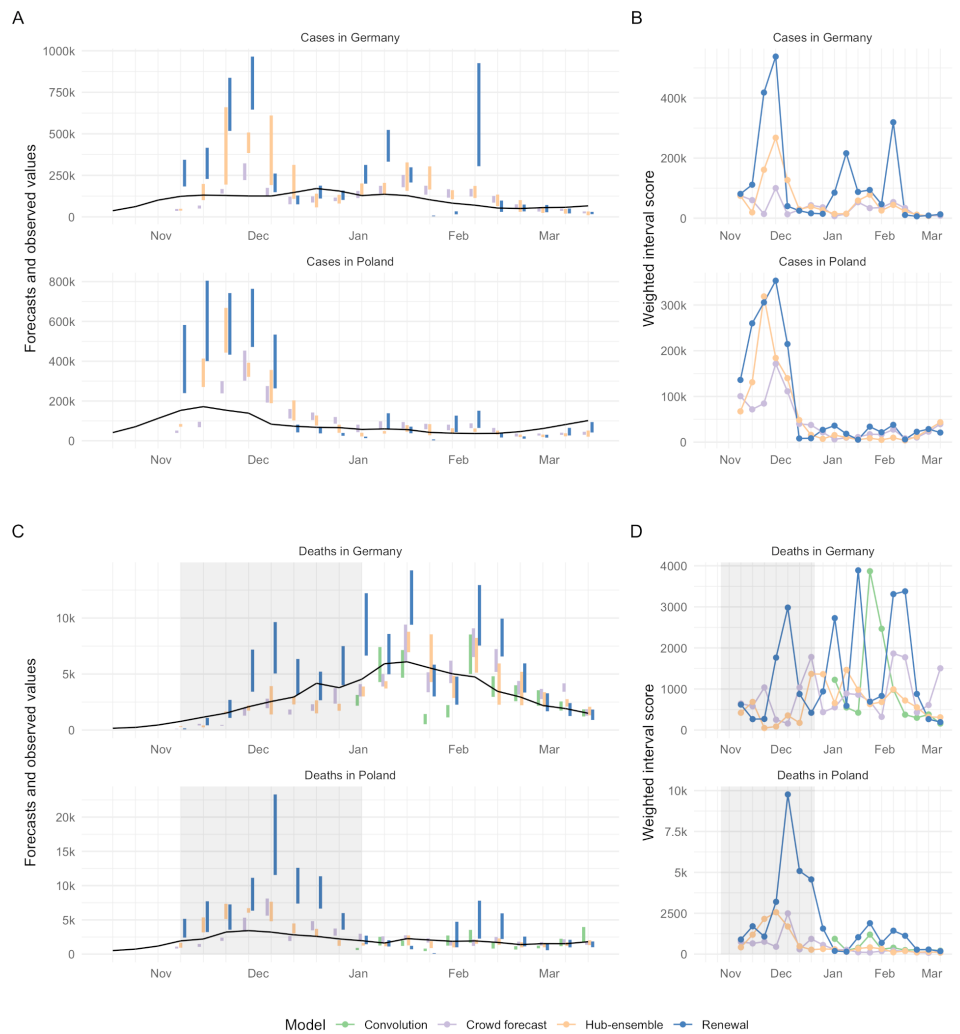 A
Cases in Germany
Forecasts and observed values
1000k
750k
500k
250k
0
Nov
Dec
Jan
Feb
Mar
Cases in Poland
800k
600k
400k
200k
0
Nov
Dec
Jan
Feb
Mar
B
Cases in Germany
Weighted interval score
400k
200k
0
Nov
Dec
Jan
Feb
Mar
Cases in Poland
300k
200k
100k
0
Nov
Dec
Jan
Feb
Mar
C
Deaths in Germany
Forecasts and observed values
10k
5k
0
Nov
Dec
Jan
Feb
Mar
Deaths in Poland
20k
15k
10k
5k
0
Nov
Dec
Jan
Feb
Mar
D
Deaths in Germany
Weighted interval score
4000
3000
2000
1000
0
Nov
Dec
Jan
Feb
Mar
Deaths in Poland
10k
7.5k
5k
2500
0
Nov
Dec
Jan
Feb
Mar
Model Convolution Crowd forecast Hub-ensemble Renewal